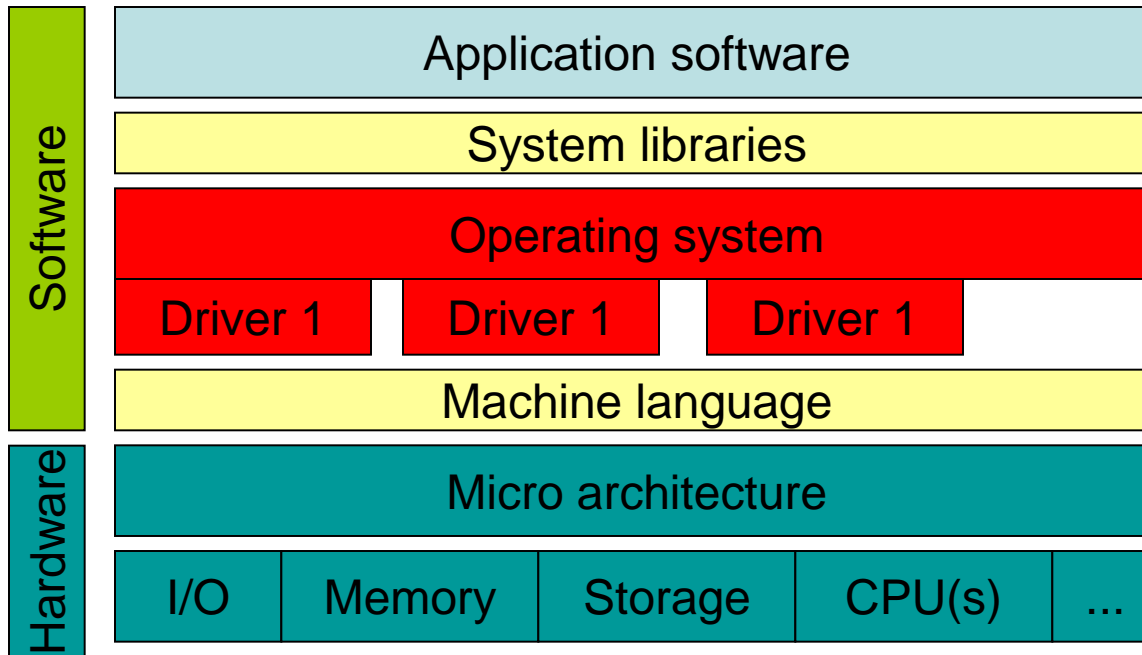 Software
Application software
System libraries
Operating system
Driver 1 Driver 1 Driver 1
Machine language
Hardware
Micro architecture
I/O Memory Storage CPU(s) ...